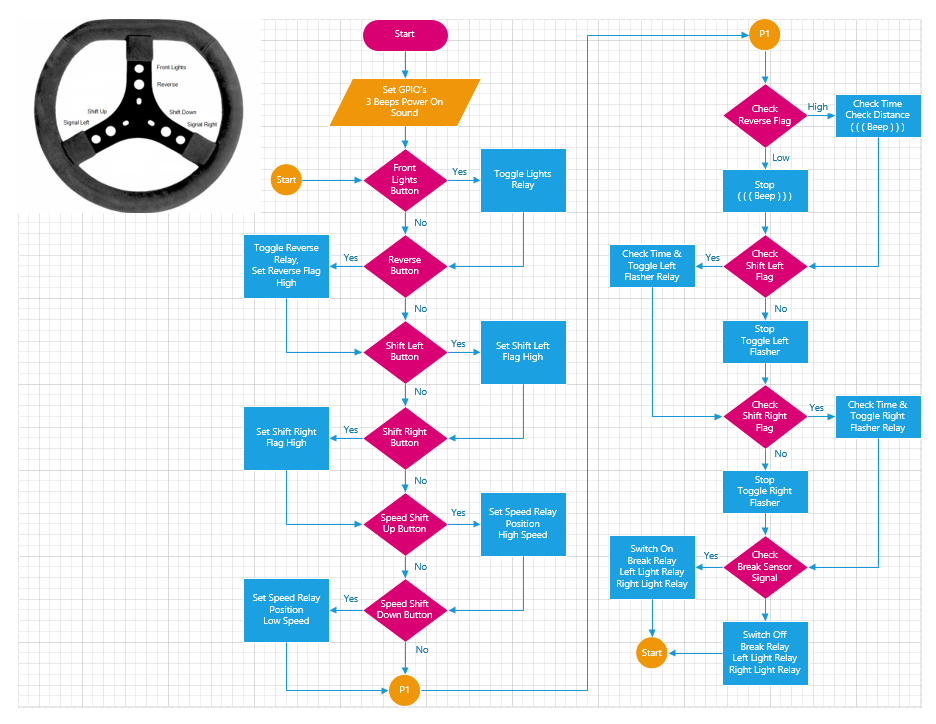 Front Lights
Reverse
Shift Up
Shift Down
Signal Left
Signal Right
Start
Set GPIO's
3 Beeps Power On
Sound
Start
Front
Lights
Button
Yes
Toggle Lights
Relay
No
Toggle Reverse
Relay,
Set Reverse Flag
High
Yes
Reverse
Button
No
Shift Left
Button
Yes
Set Shift Left
Flag High
No
Set Shift Right
Flag High
Yes
Shift Right
Button
No
Speed Shift
Up Button
Yes
Set Speed Relay
Position
High Speed
No
Set Speed Relay
Position
Low Speed
Yes
Speed Shift
Down Button
No
P1
P1
Check
Reverse Flag
High
Check Time
Check Distance
( ( ( Beep ) ) )
Low
Stop
( ( ( Beep ) ) )
Check Time &
Toggle Left
Flasher Relay
Yes
Check
Shift Left
Flag
No
Stop
Toggle Left
Flasher
Check
Shift Right
Flag
Yes
Check Time &
Toggle Right
Flasher Relay
No
Stop
Toggle Right
Flasher
Switch On
Break Relay
Left Light Relay
Right Light Relay
Yes
Check
Break Sensor
Signal
Start
Switch Off
Break Relay
Left Light Relay
Right Light Relay